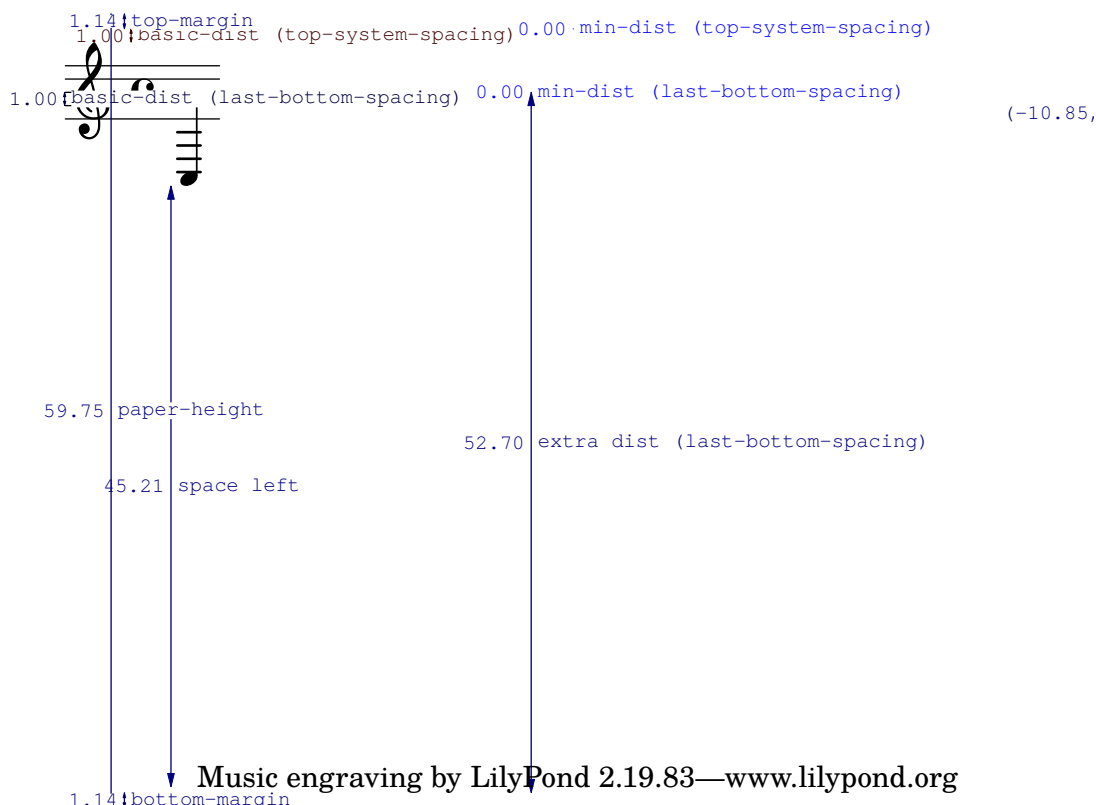 1.14 top-margin
1.00 basic-dist (top-system-spacing) 0.00 min-dist (top-system-spacing)
1.00 basic-dist (last-bottom-spacing) 0.00 min-dist (last-bottom-spacing)
(-10.85,
59.75 paper-height
52.70 extra dist (last-bottom-spacing)
45.21 space left
Music engraving by LilyPond 2.19.83—www.lilypond.org
1.14 bottom-margin